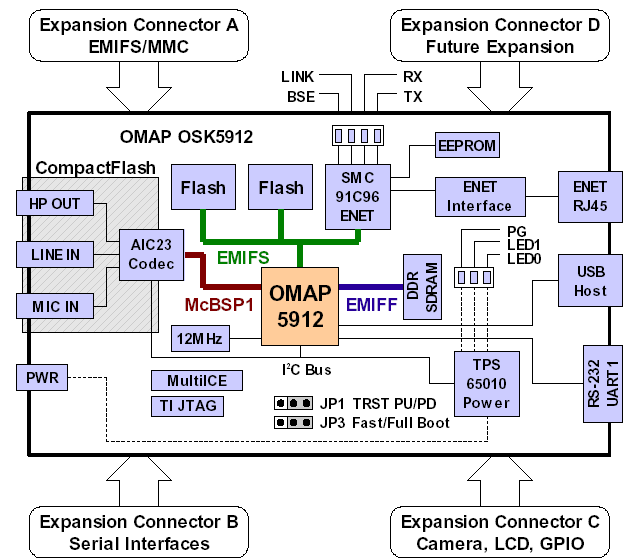 Expansion Connector A
EMIFS/MMC
Expansion Connector D
Future Expansion
LINK
RX
BSE
TX
OMAP OSK5912
CompactFlash
Flash
Flash
SMC
91C96
ENET
EEPROM
HP OUT
ENET
Interface
ENET
RJ45
LINE IN
AIC23
Codec
EMIFS
PG
LED1
LED0
MIC IN
McBSP1
OMAP
5912
EMIFF
DDR
SDRAM
USB
Host
12MHz
I²C Bus
PWR
MultiICE
TI JTAG
JP1 TRST PU/PD
JP3 Fast/Full Boot
TPS
65010
Power
RS-232
UART1
Expansion Connector B
Serial Interfaces
Expansion Connector C
Camera, LCD, GPIO